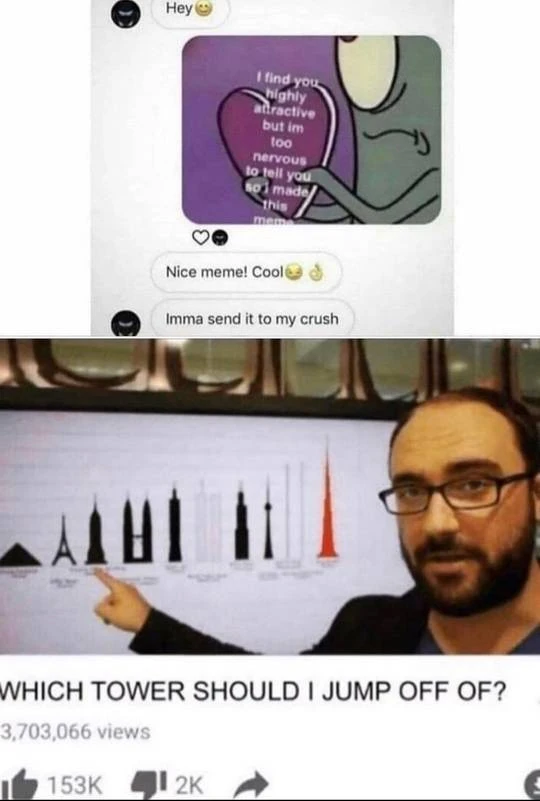 Hey😊
I find you
highly
attractive
but im
too
nervous
to tell you
so i made
this
meme
Nice meme! Cool😂👌
Imma send it to my crush
WHICH TOWER SHOULD I JUMP OFF OF?
3,703,066 views
153K 2K